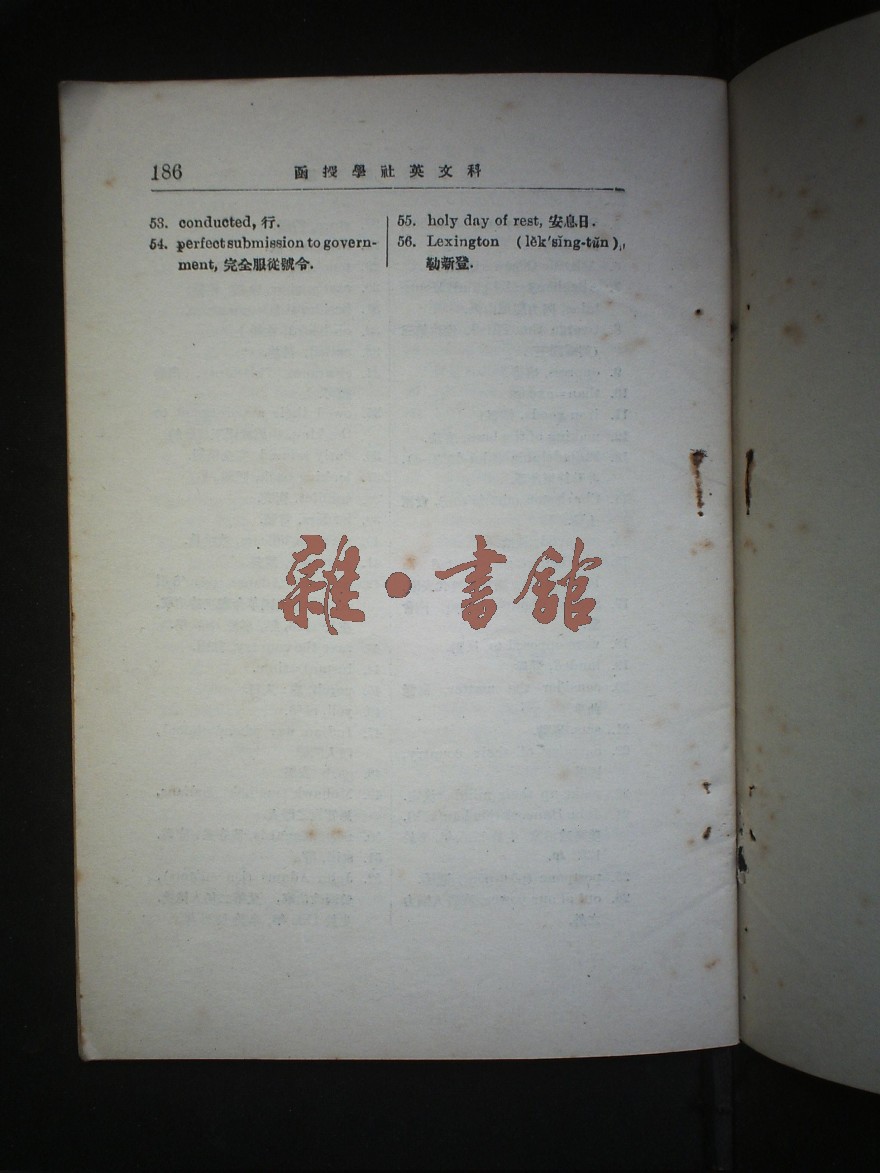 186
函授學社英文科
53. conducted, 行.
54. perfect submission to govern-
ment, 完全服從號令.
55. holy day of rest, 安息日.
56. Lexington (lĕk'sĭng-tŭn),
勒新登.
雜•書館